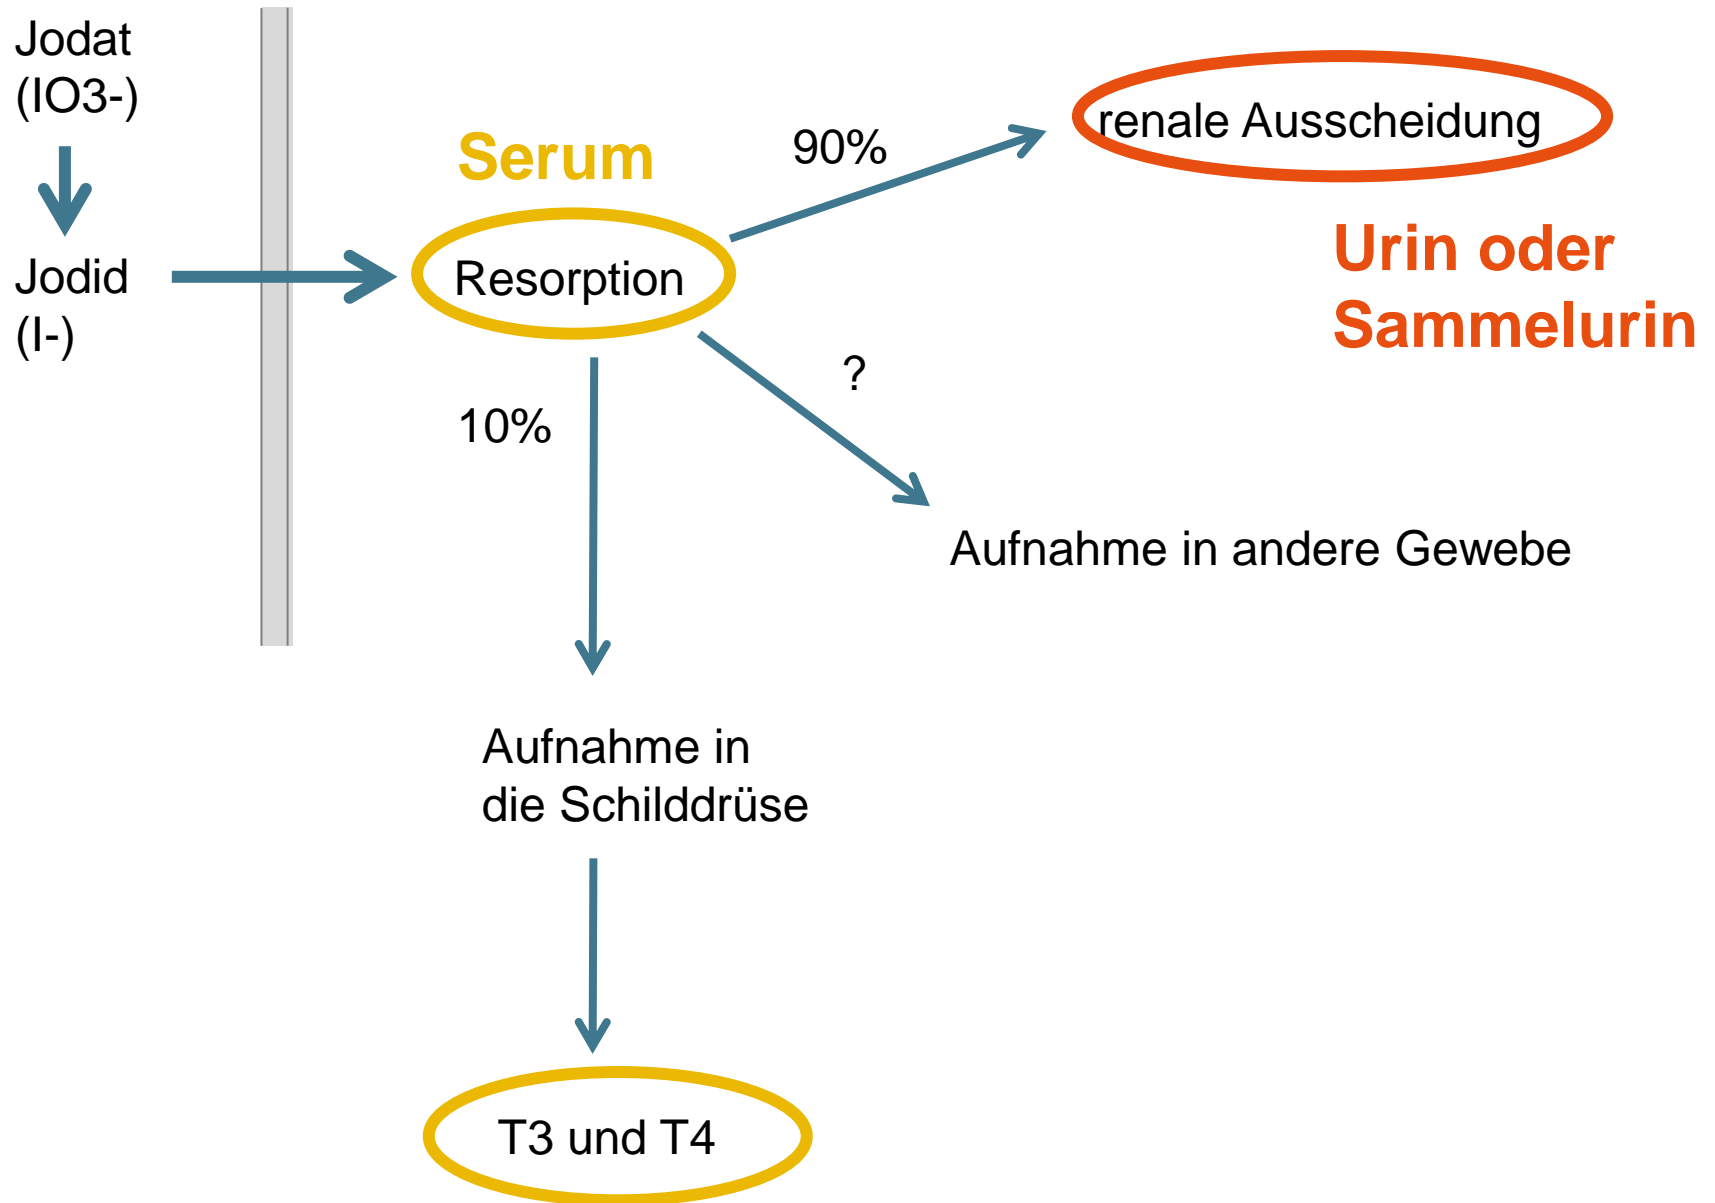 Jodat
(IO3-)
Jodid
(I-)
Serum
Resorption
90%
renale Ausscheidung
Urin oder
Sammelurin
?
10%
Aufnahme in andere Gewebe
Aufnahme in
die Schilddrüse
T3 und T4